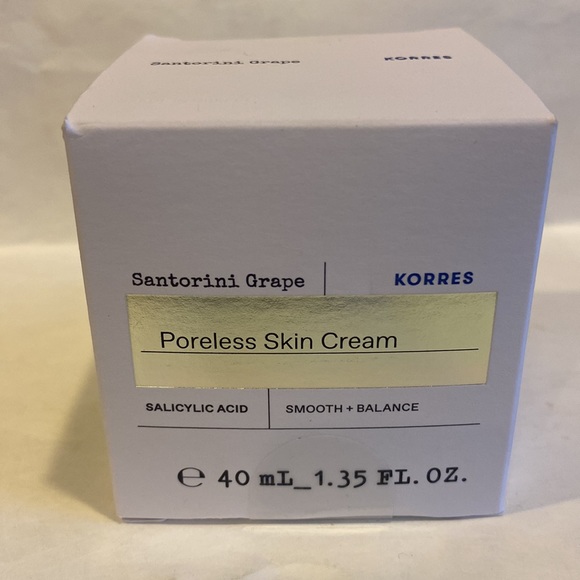 Santorini Grape KORRES
Santorini Grape KORRES
Poreless Skin Cream
SALICYLIC ACID SMOOTH + BALANCE
℮ 40 mL_1.35 FL. OZ.